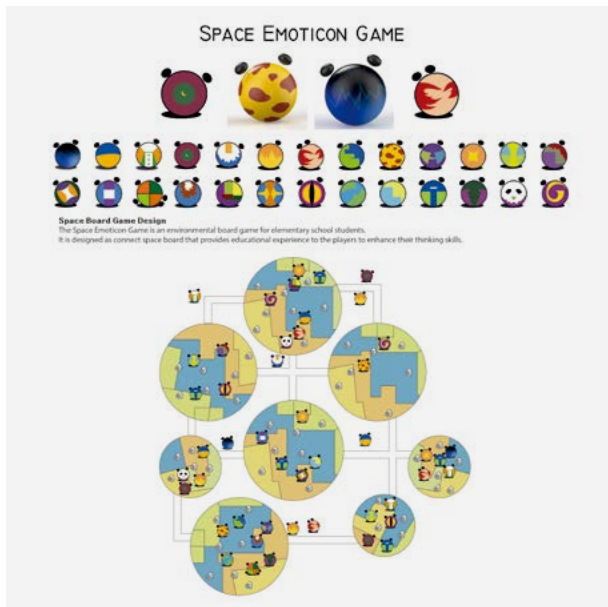 SPACE EMOTICON GAME
Space Board Game Design
The Space Emoticon Game is an environmental board game for elementary school students.
It is designed as connect space board that provides educational experience to the players to enhance their thinking skills.